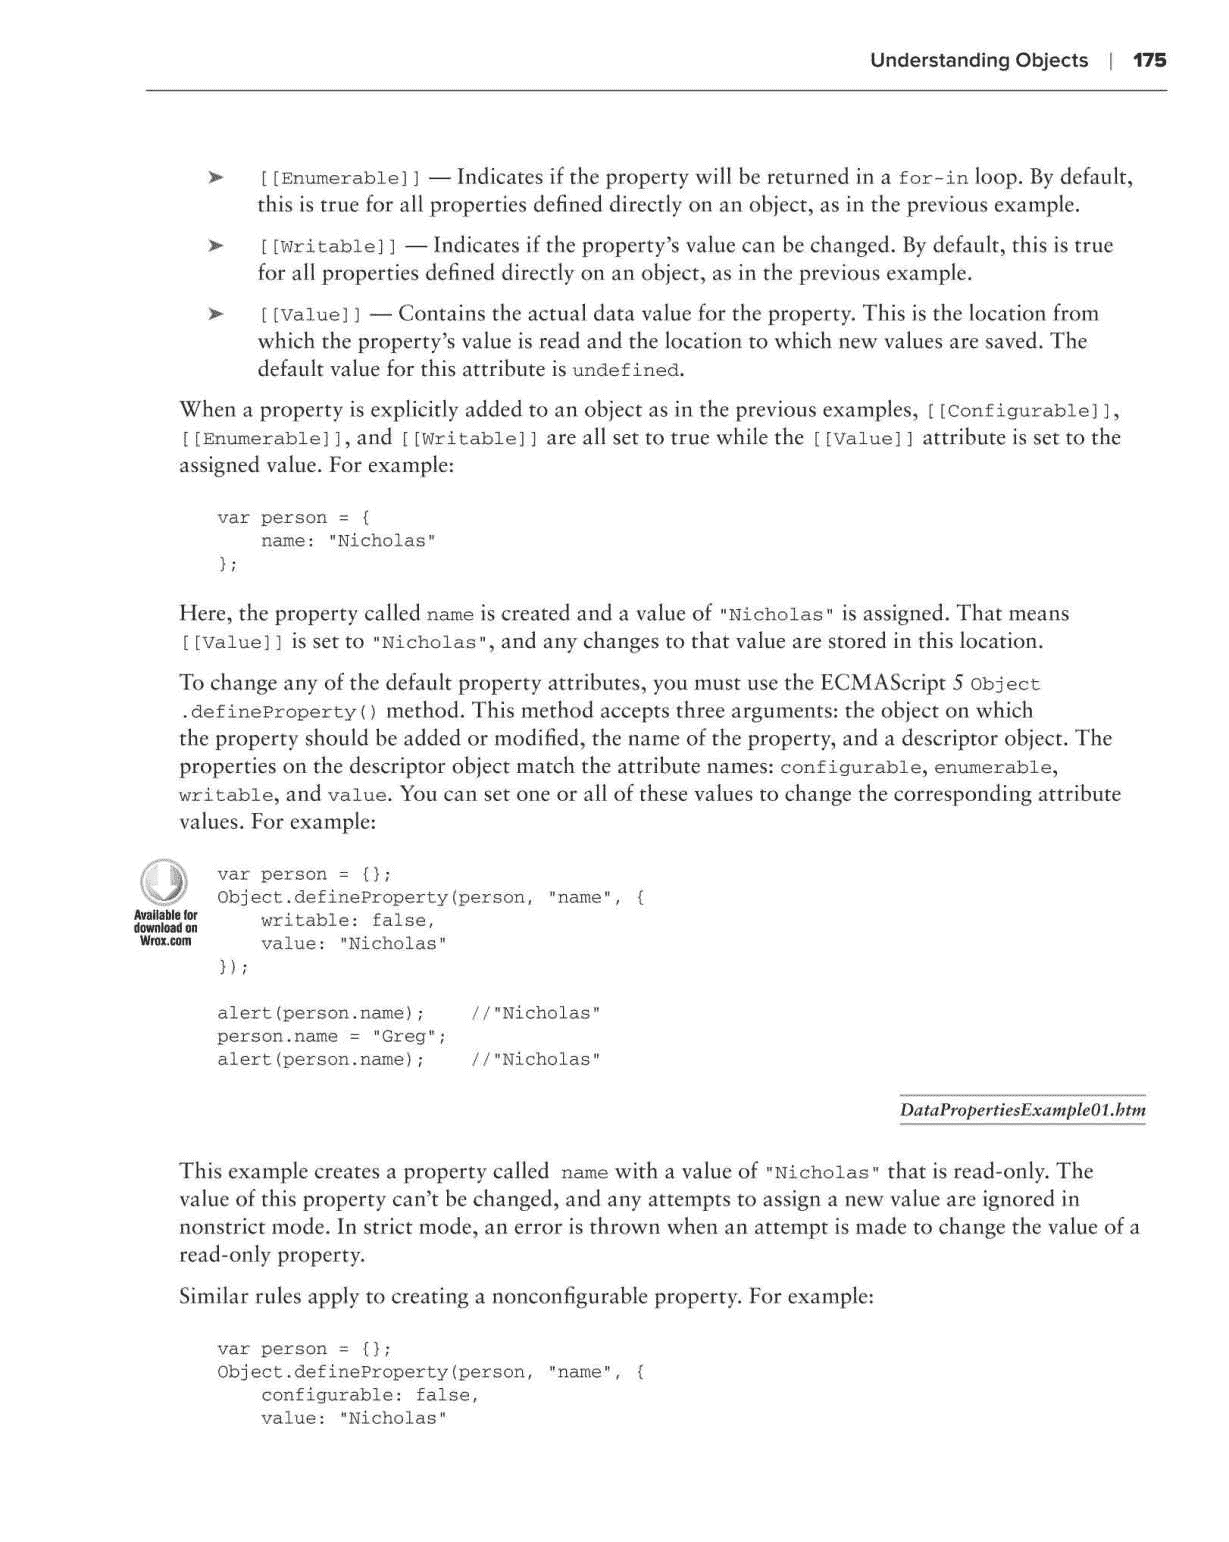 Understanding Objects | 175
➤ [[Enumerable]] — Indicates if the property will be returned in a for-in loop. By default,
this is true for all properties defined directly on an object, as in the previous example.
➤ [[Writable]] — Indicates if the property’s value can be changed. By default, this is true
for all properties defined directly on an object, as in the previous example.
➤ [[Value]] — Contains the actual data value for the property. This is the location from
which the property’s value is read and the location to which new values are saved. The
default value for this attribute is undefined.
When a property is explicitly added to an object as in the previous examples, [[Configurable]],
[[Enumerable]], and [[Writable]] are all set to true while the [[Value]] attribute is set to the
assigned value. For example:
var person = {
    name: "Nicholas"
};
Here, the property called name is created and a value of "Nicholas" is assigned. That means
[[Value]] is set to "Nicholas", and any changes to that value are stored in this location.
To change any of the default property attributes, you must use the ECMAScript 5 Object
.defineProperty() method. This method accepts three arguments: the object on which
the property should be added or modified, the name of the property, and a descriptor object. The
properties on the descriptor object match the attribute names: configurable, enumerable,
writable, and value. You can set one or all of these values to change the corresponding attribute
values. For example:
Available for
download on
Wrox.com
var person = {};
Object.defineProperty(person, "name", {
    writable: false,
    value: "Nicholas"
});
alert(person.name);    //"Nicholas"
person.name = "Greg";
alert(person.name);    //"Nicholas"
DataPropertiesExample01.htm
This example creates a property called name with a value of "Nicholas" that is read-only. The
value of this property can’t be changed, and any attempts to assign a new value are ignored in
nonstrict mode. In strict mode, an error is thrown when an attempt is made to change the value of a
read-only property.
Similar rules apply to creating a nonconfigurable property. For example:
var person = {};
Object.defineProperty(person, "name", {
    configurable: false,
    value: "Nicholas"